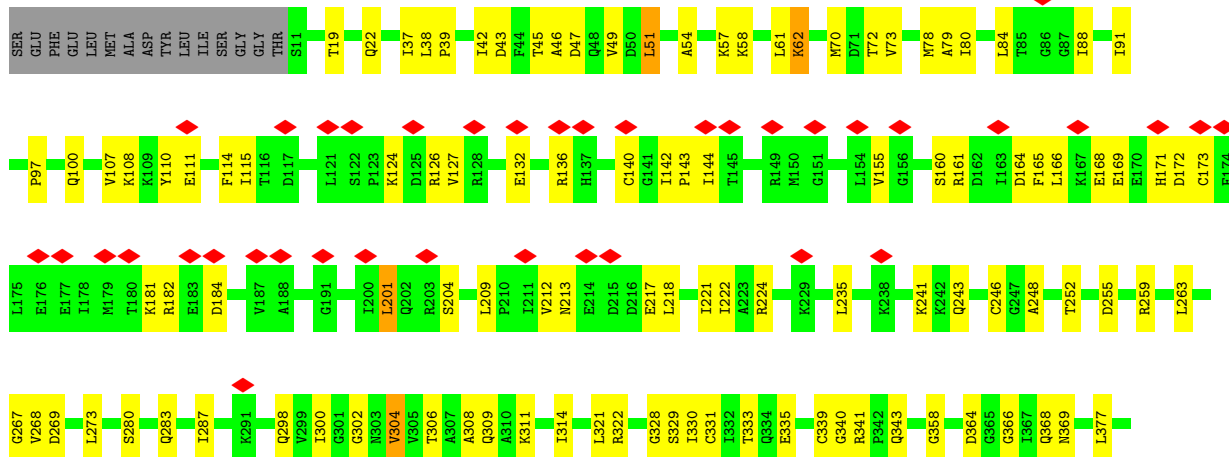 SER GLU PHE GLU LEU MET ALA ASP TYR LEU ILE SER GLY GLY THR S11 T19 Q22 I37 L38 P39 I42 D43 F44 T45 A46 D47 Q48 V49 D50 L51 A54 K57 K58 L61 K62 M70 D71 T72 V73 M78 A79 I80 L84 T85 G86 G87 I88 I91
P97 Q100 V107 K108 K109 Y110 E111 F114 I115 T116 D117 L121 S122 P123 K124 D125 R126 V127 R128 E132 R136 H137 C140 G141 I142 P143 I144 T145 R149 M150 G151 L154 V155 G156 S160 R161 D162 I163 D164 F165 L166 K167 E168 E169 E170 H171 D172 C173
L175 E176 E177 I178 M179 T180 K181 R182 E183 D184 V187 A188 G191 I200 L201 Q202 R203 S204 L209 P210 I211 V212 N213 E214 D215 D216 E217 L218 I221 I222 A223 R224 K229 L235 K238 K241 K242 Q243 C246 G247 A248 T252 D255 R259 L263
G267 V268 D269 L273 S280 Q283 I287 K291 Q298 V299 I300 G301 G302 N303 V304 V305 T306 A307 A308 Q309 A310 K311 I314 L321 R322 G328 S329 I330 C331 I332 T333 Q334 E335 C339 G340 R341 P342 Q343 G358 D364 G365 G366 I367 Q368 N369 L377